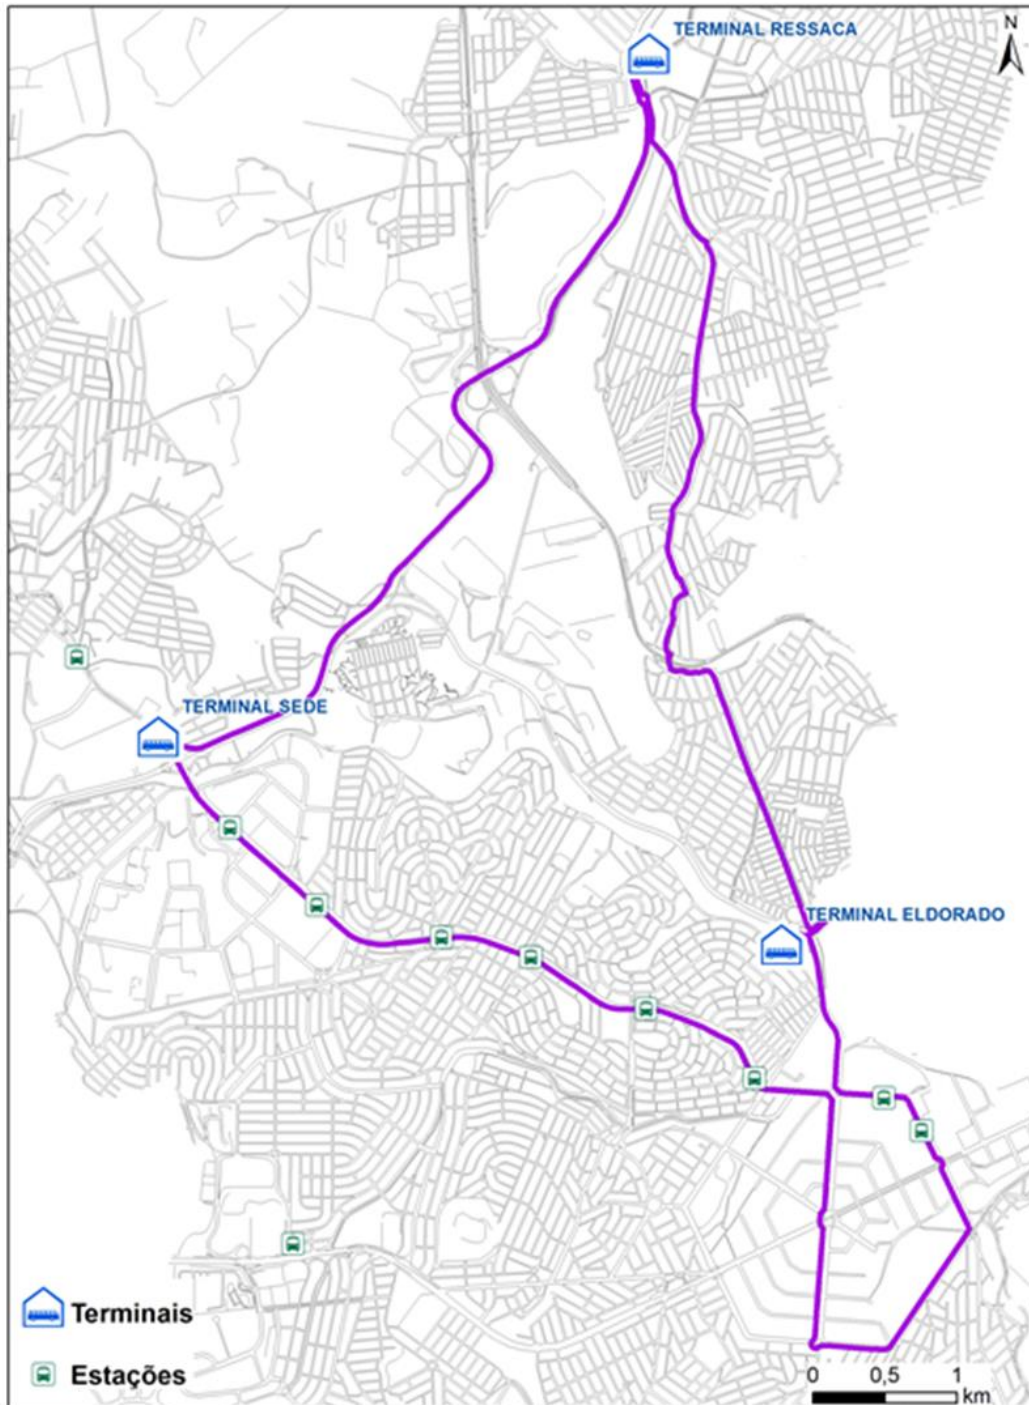 TERMINAL RESSACA
N
TERMINAL SEDE
TERMINAL ELDORADO
Terminais
Estações
0 0,5 1
km